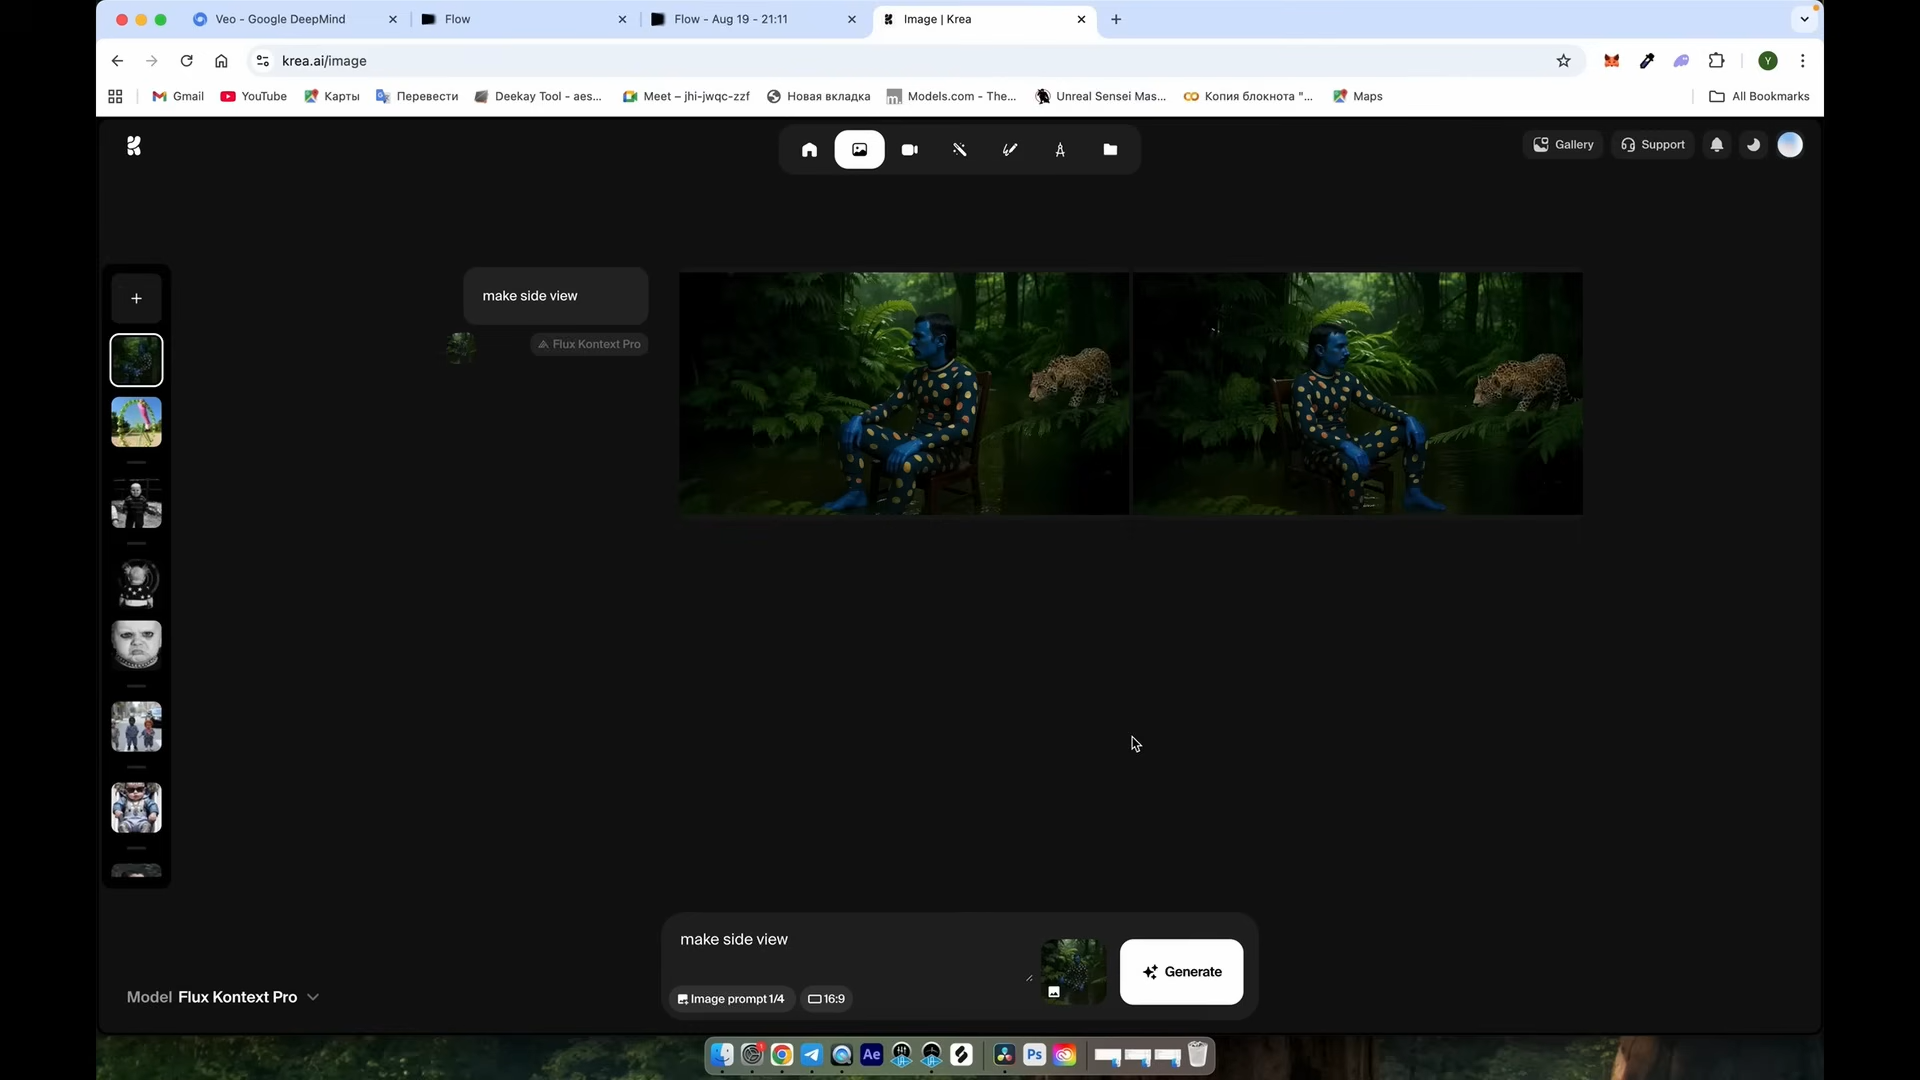 Veo - Google DeepMind
Flow
Flow - Aug 19 - 21:11
Image | Krea
krea.ai/image
Y
Gmail
YouTube
Карты
Перевести
Deekay Tool - aes...
Meet – jhi-jwqc-zzf
Новая вкладка
Models.com - The...
Unreal Sensei Mas...
Копия блокнота "...
Maps
All Bookmarks
Gallery
Support
make side view
Flux Kontext Pro
make side view
Image prompt 1/4
16:9
Generate
Model Flux Kontext Pro
Ae
Ps